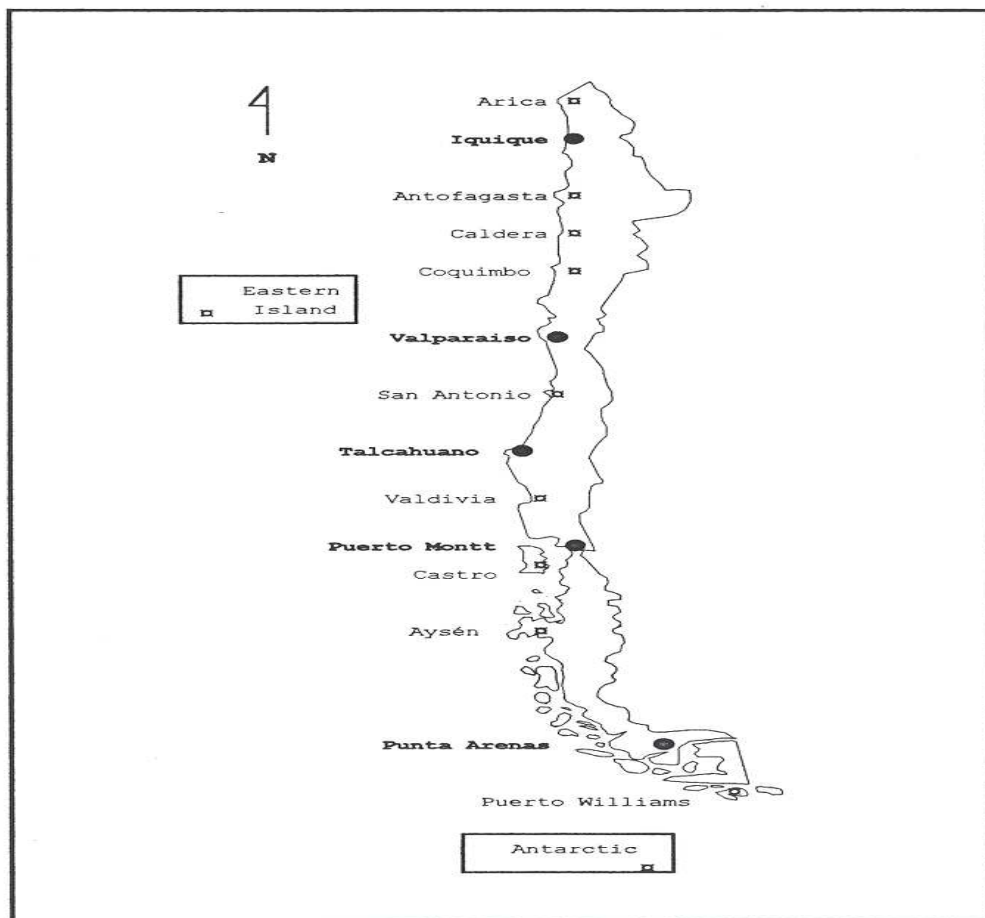 Arica
Iquique
N
Antofagasta
Caldera
Coquimbo
Eastern
Island
Valparaiso
San Antonio
Talcahuano
Valdivia
Puerto Montt
Castro
Aysén
Punta Arenas
Puerto Williams
Antarctic